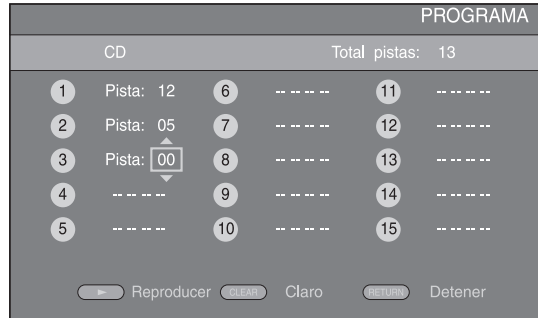 PROGRAMA
CD Total pistas: 13
1 Pista: 12 6 -- -- -- -- 11 -- -- -- --
2 Pista: 05 7 -- -- -- -- 12 -- -- -- --
3 Pista: 00 8 -- -- -- -- 13 -- -- -- --
4 -- -- -- -- 9 -- -- -- -- 14 -- -- -- --
5 -- -- -- -- 10 -- -- -- -- 15 -- -- -- --
Reproducer CLEAR Claro RETURN Detener